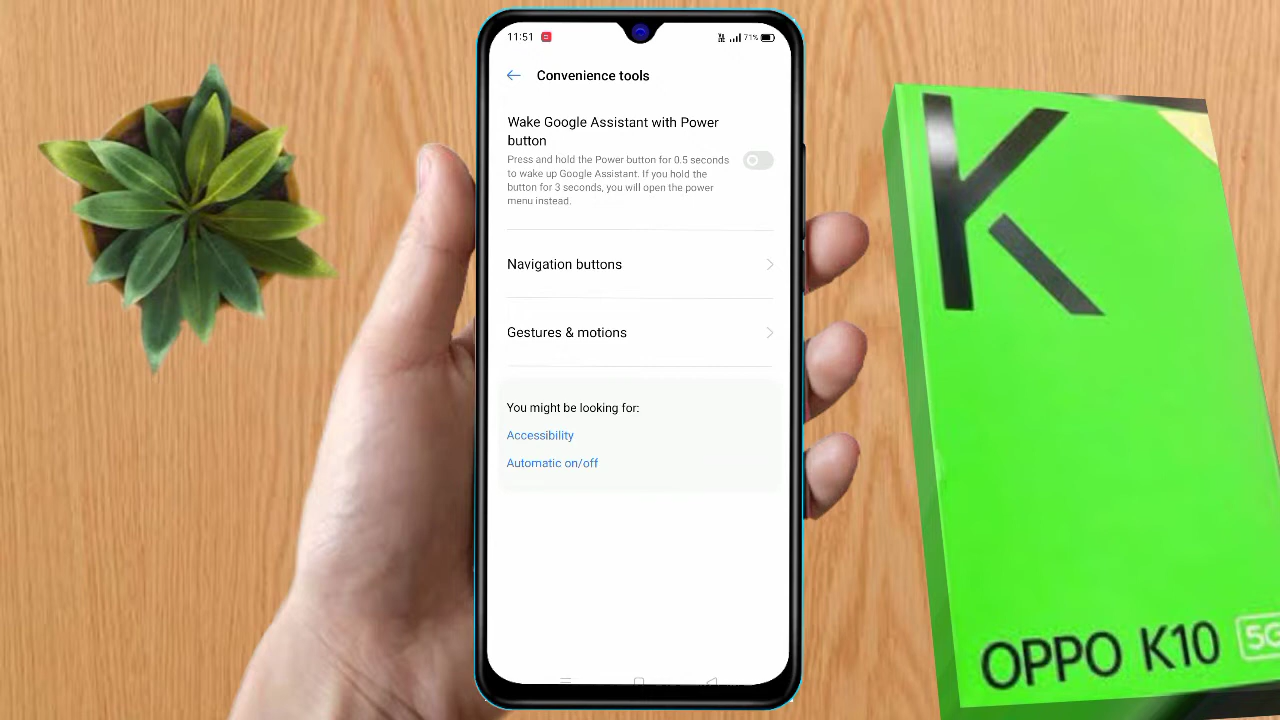 11:51
71%
Convenience tools
Wake Google Assistant with Power
button
Press and hold the Power button for 0.5 seconds
to wake up Google Assistant. If you hold the
button for 3 seconds, you will open the power
menu instead.
Navigation buttons
Gestures & motions
You might be looking for:
Accessibility
Automatic on/off
K
OPPO K10 5G